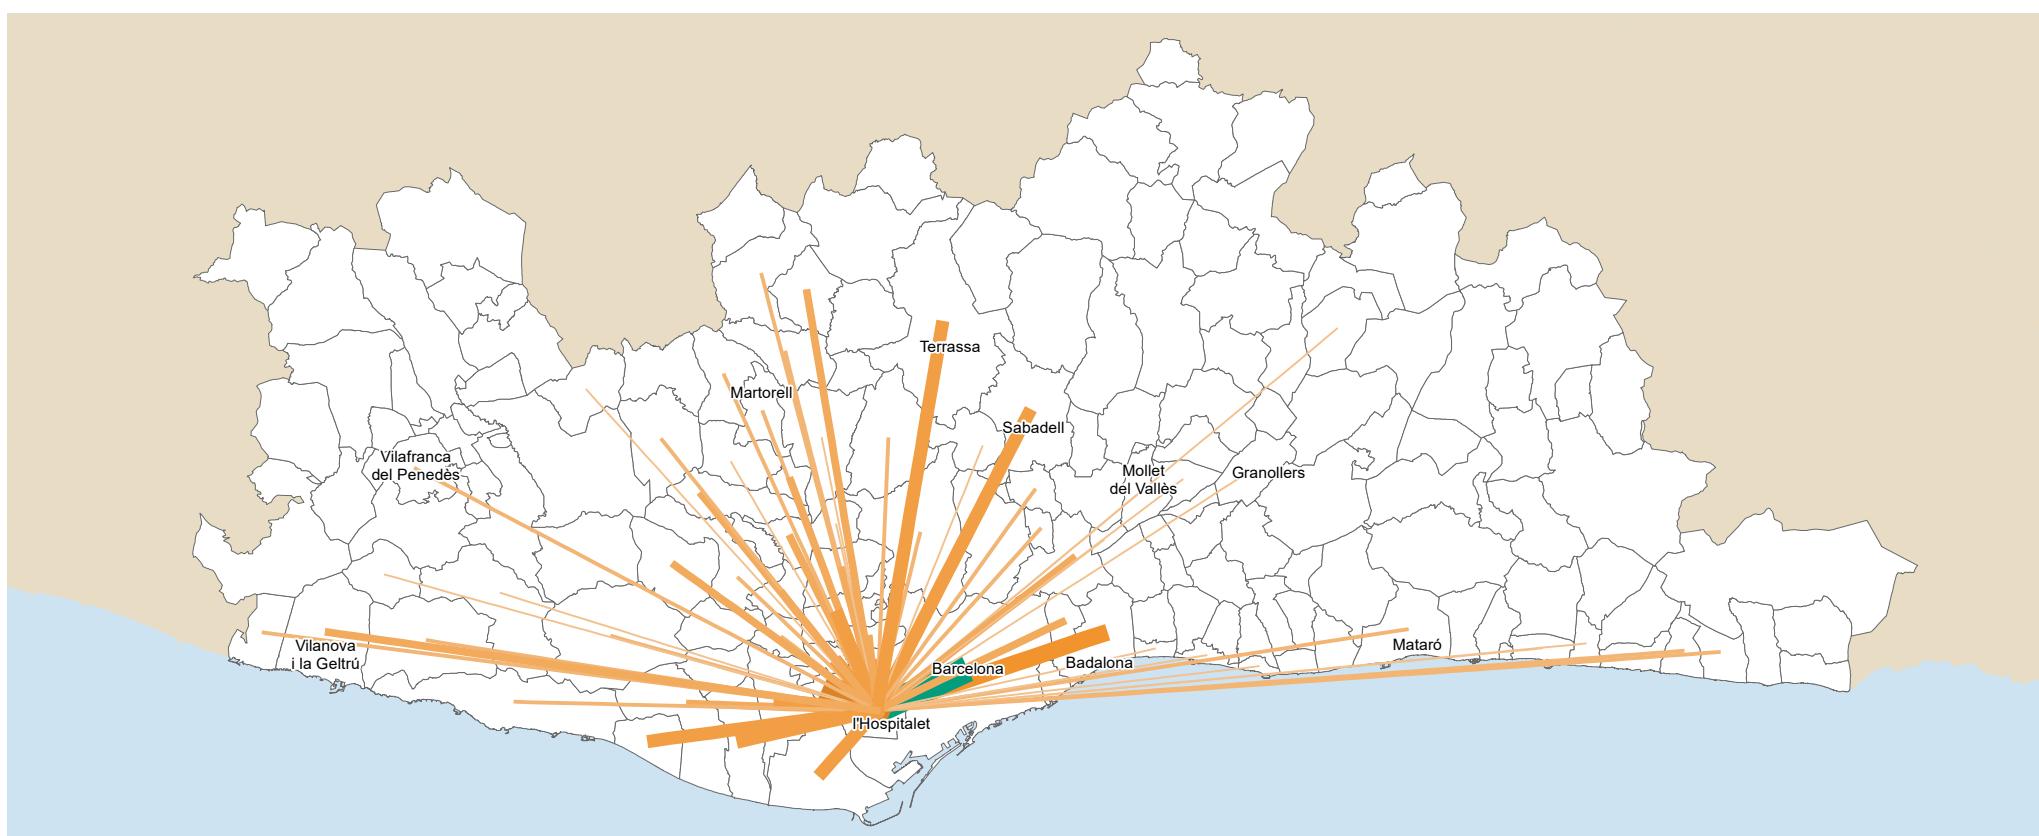 Terrassa
Martorell
Sabadell
Vilafranca
del Penedès
Mollet
del Vallès
Granollers
Vilanova
i la Geltrú
Mataró
Badalona
Barcelona
l'Hospitalet